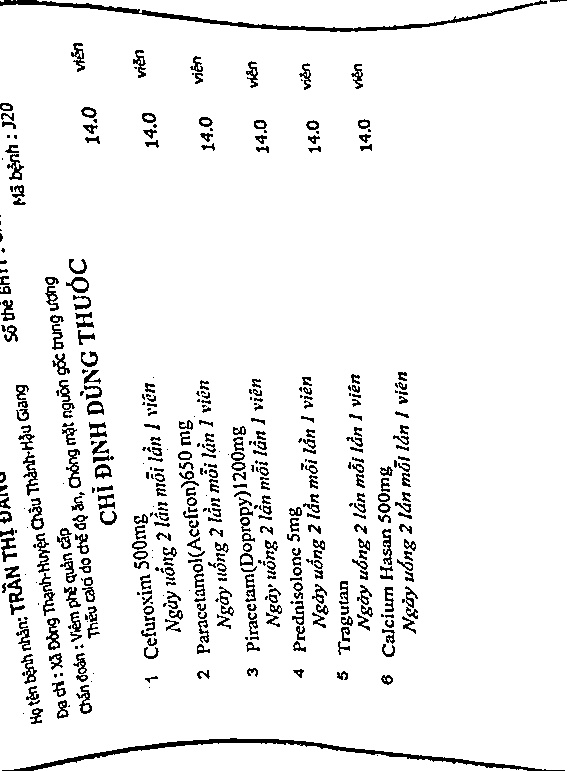 Họ tên bệnh nhân: TRẦN THỊ ĐANG Số thẻ BHYT :
Địa chỉ : Xã Đông Thạnh-Huyện Châu Thành-Hậu Giang Mã bệnh : J20
Chẩn đoán : Viêm phế quản cấp
Thiếu calci do chế độ ăn, Chóng mặt nguồn gốc trung ương
CHỈ ĐỊNH DÙNG THUỐC
1 Cefuroxim 500mg 14.0 viên
Ngày uống 2 lần mỗi lần 1 viên
2 Paracetamol(Acefron)650 mg 14.0 viên
Ngày uống 2 lần mỗi lần 1 viên
3 Piracetam(Dopropy)1200mg 14.0 viên
Ngày uống 2 lần mỗi lần 1 viên
4 Prednisolone 5mg 14.0 viên
Ngày uống 2 lần mỗi lần 1 viên
5 Tragutan 14.0 viên
Ngày uống 2 lần mỗi lần 1 viên
6 Calcium Hasan 500mg 14.0 viên
Ngày uống 2 lần mỗi lần 1 viên